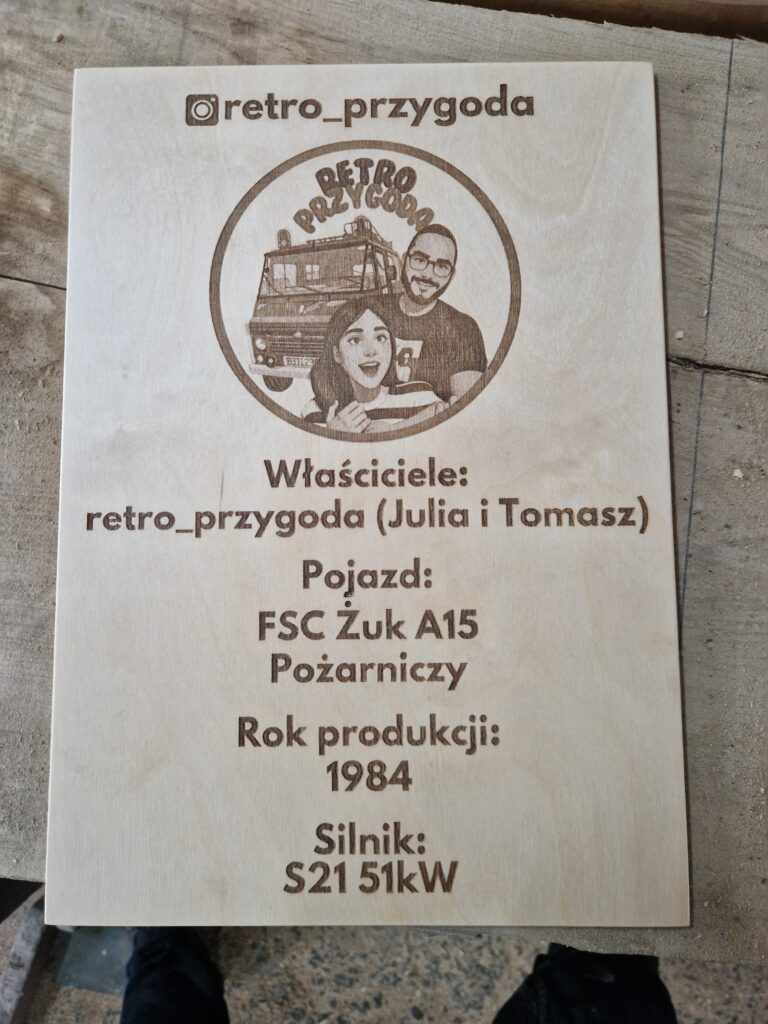 retro_przygoda
RETRO
PRZYGODA
Właściciele:
retro_przygoda (Julia i Tomasz)
Pojazd:
FSC Żuk A15
Pożarniczy
Rok produkcji:
1984
Silnik:
S21 51kW